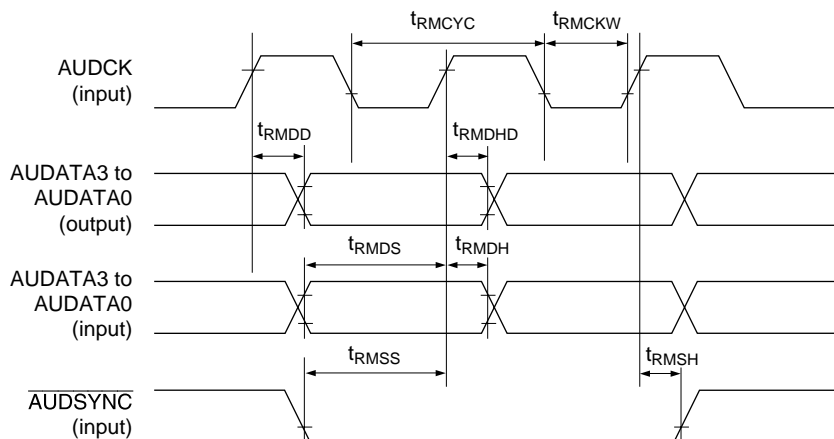 tRMCYC
tRMCKW
AUDCK
(input)
tRMDD
tRMDHD
AUDATA3 to
AUDATA0
(output)
tRMDS
tRMDH
AUDATA3 to
AUDATA0
(input)
tRMSS
tRMSH
AUDSYNC
(input)